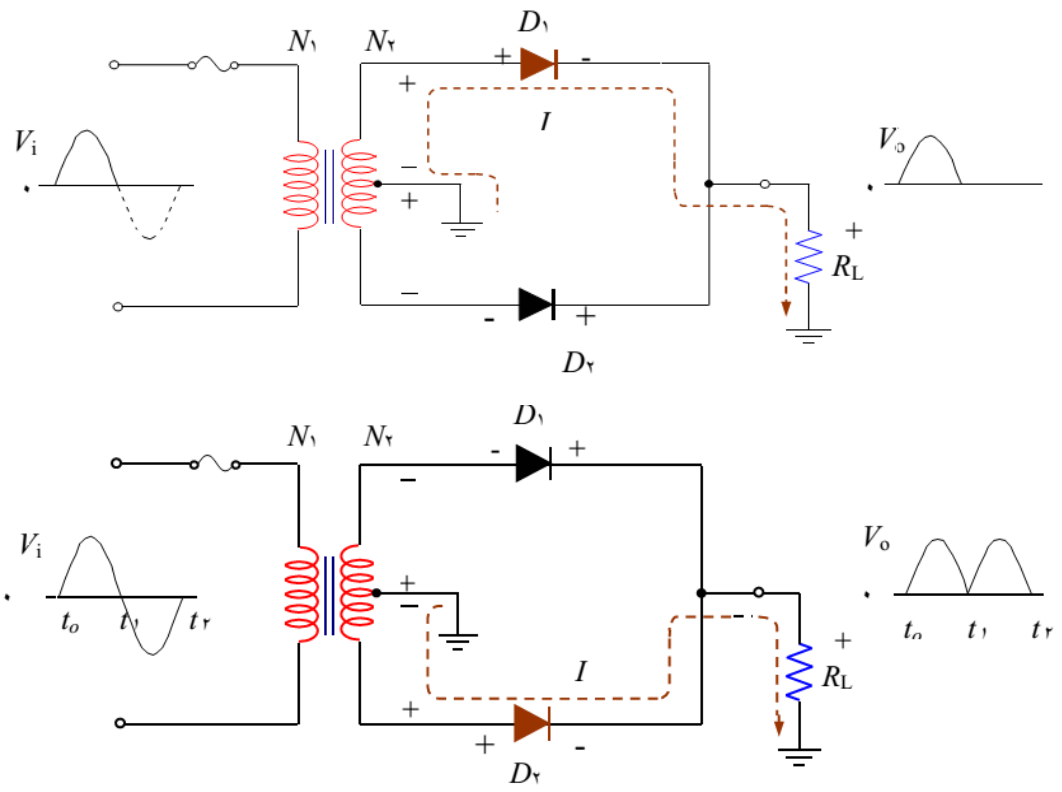 N۱ N۲ D۱
+ -
+
I
Vi
−
+
Vo
+
RL
−
- +
D۲
D۱
N۱ N۲ - +
−
Vi
+
−
Vo
to t۱ t۲
to t۱ t۲
+
RL
I
+
+ -
D۲